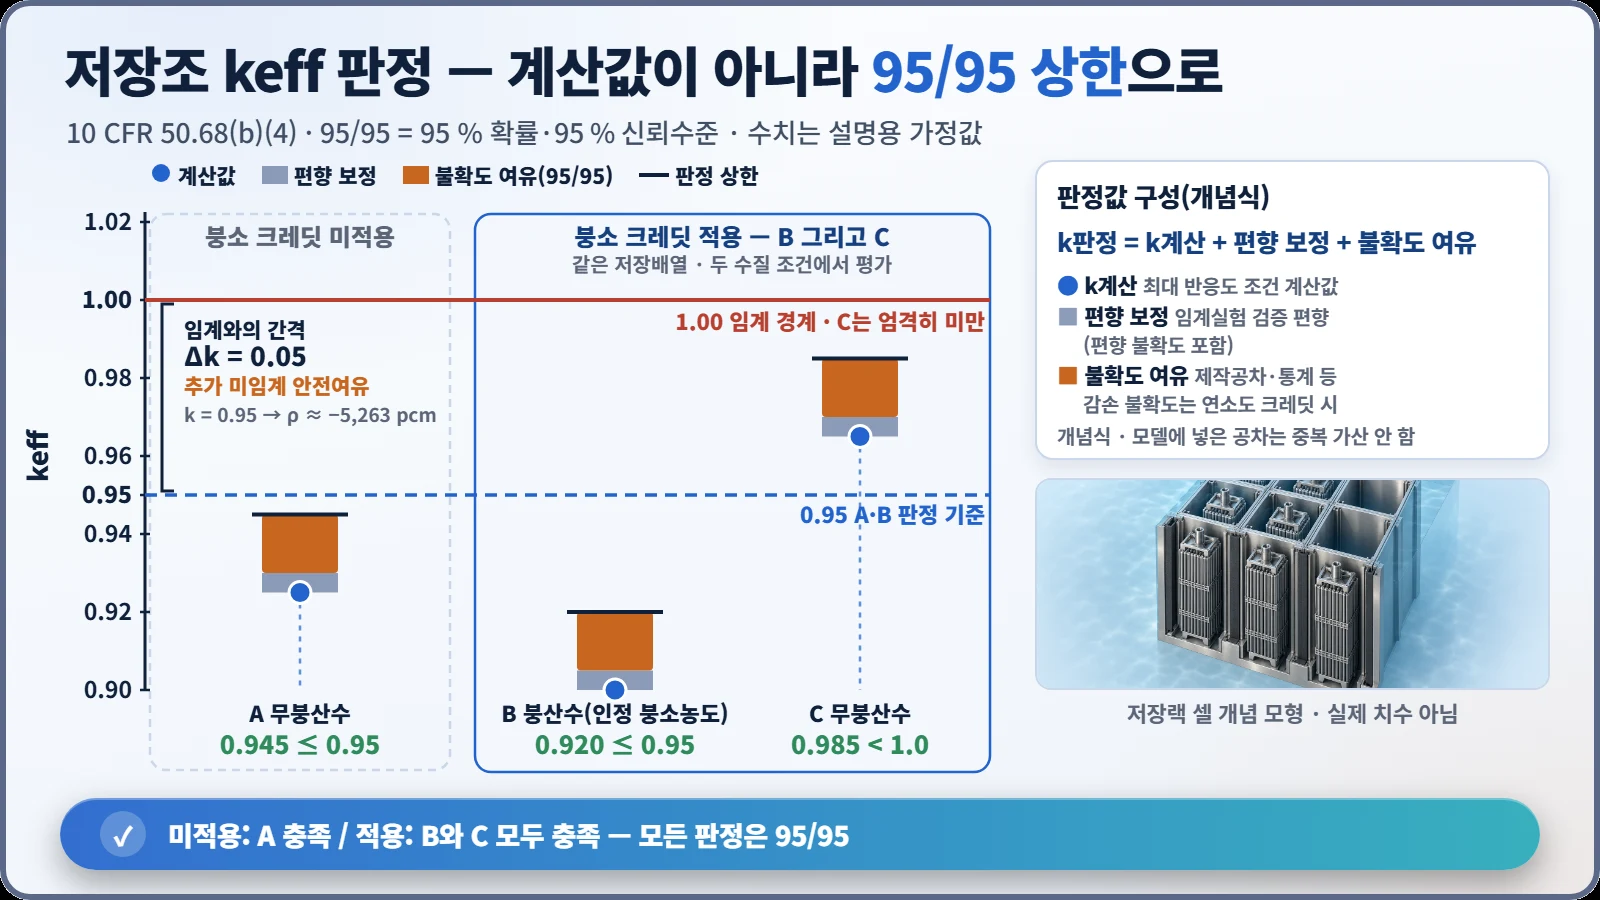 저장조 keff 판정 — 계산값이 아니라 95/95 상한으로
10 CFR 50.68(b)(4) · 95/95 = 95 % 확률·95 % 신뢰수준 · 수치는 설명용 가정값
계산값 편향 보정 불확도 여유(95/95) 판정 상한
keff
1.02
1.00
0.98
0.96
0.95
0.94
0.92
0.90
붕소 크레딧 미적용
임계와의 간격
Δk = 0.05
추가 미임계 안전여유
k = 0.95 → ρ ≈ −5,263 pcm
A 무붕산수
0.945 ≤ 0.95
붕소 크레딧 적용 — B 그리고 C
같은 저장배열 · 두 수질 조건에서 평가
1.00 임계 경계 · C는 엄격히 미만
0.95 A·B 판정 기준
B 붕산수(인정 붕소농도)
0.920 ≤ 0.95
C 무붕산수
0.985 < 1.0
판정값 구성(개념식)
k판정 = k계산 + 편향 보정 + 불확도 여유
k계산 최대 반응도 조건 계산값
편향 보정 임계실험 검증 편향
(편향 불확도 포함)
불확도 여유 제작공차·통계 등
감손 불확도는 연소도 크레딧 시
개념식 · 모델에 넣은 공차는 중복 가산 안 함
저장랙 셀 개념 모형 · 실제 치수 아님
✓ 미적용: A 충족 / 적용: B와 C 모두 충족 — 모든 판정은 95/95